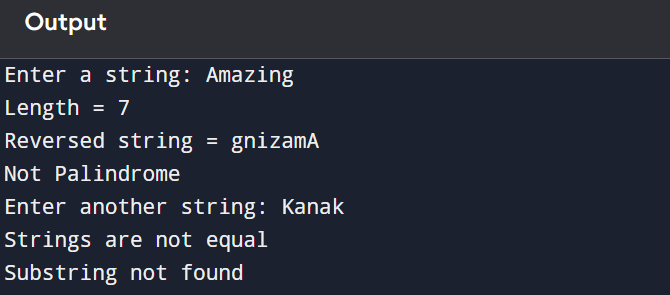 Output
Enter a string: Amazing
Length = 7
Reversed string = gnizamA
Not Palindrome
Enter another string: Kanak
Strings are not equal
Substring not found